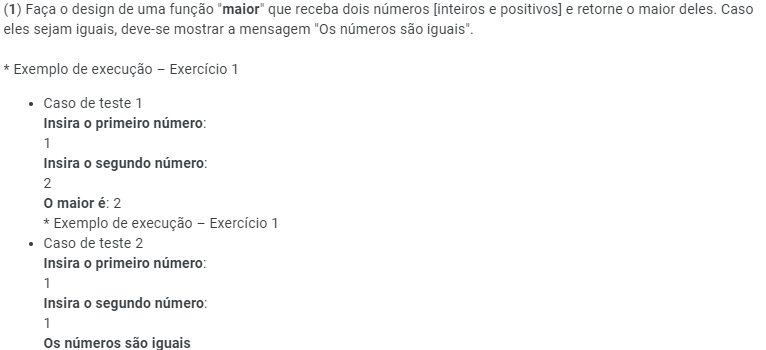 (1) Faça o design de uma função "maior" que receba dois números [inteiros e positivos] e retorne o maior deles. Caso
eles sejam iguais, deve-se mostrar a mensagem "Os números são iguais".
* Exemplo de execução – Exercício 1
• Caso de teste 1
Insira o primeiro número:
1
Insira o segundo número:
2
O maior é: 2
* Exemplo de execução – Exercício 1
• Caso de teste 2
Insira o primeiro número:
1
Insira o segundo número:
1
Os números são iguais